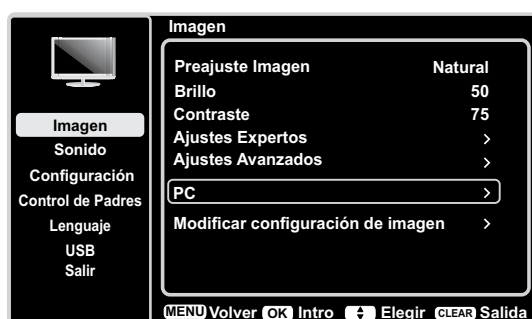 Imagen
Imagen
Sonido
Configuración
Control de Padres
Lenguaje
USB
Salir
Preajuste Imagen Natural
Brillo 50
Contraste 75
Ajustes Expertos >
Ajustes Avanzados >
PC >
Modificar configuración de imagen >
MENU Volver OK Intro Elegir CLEAR Salida